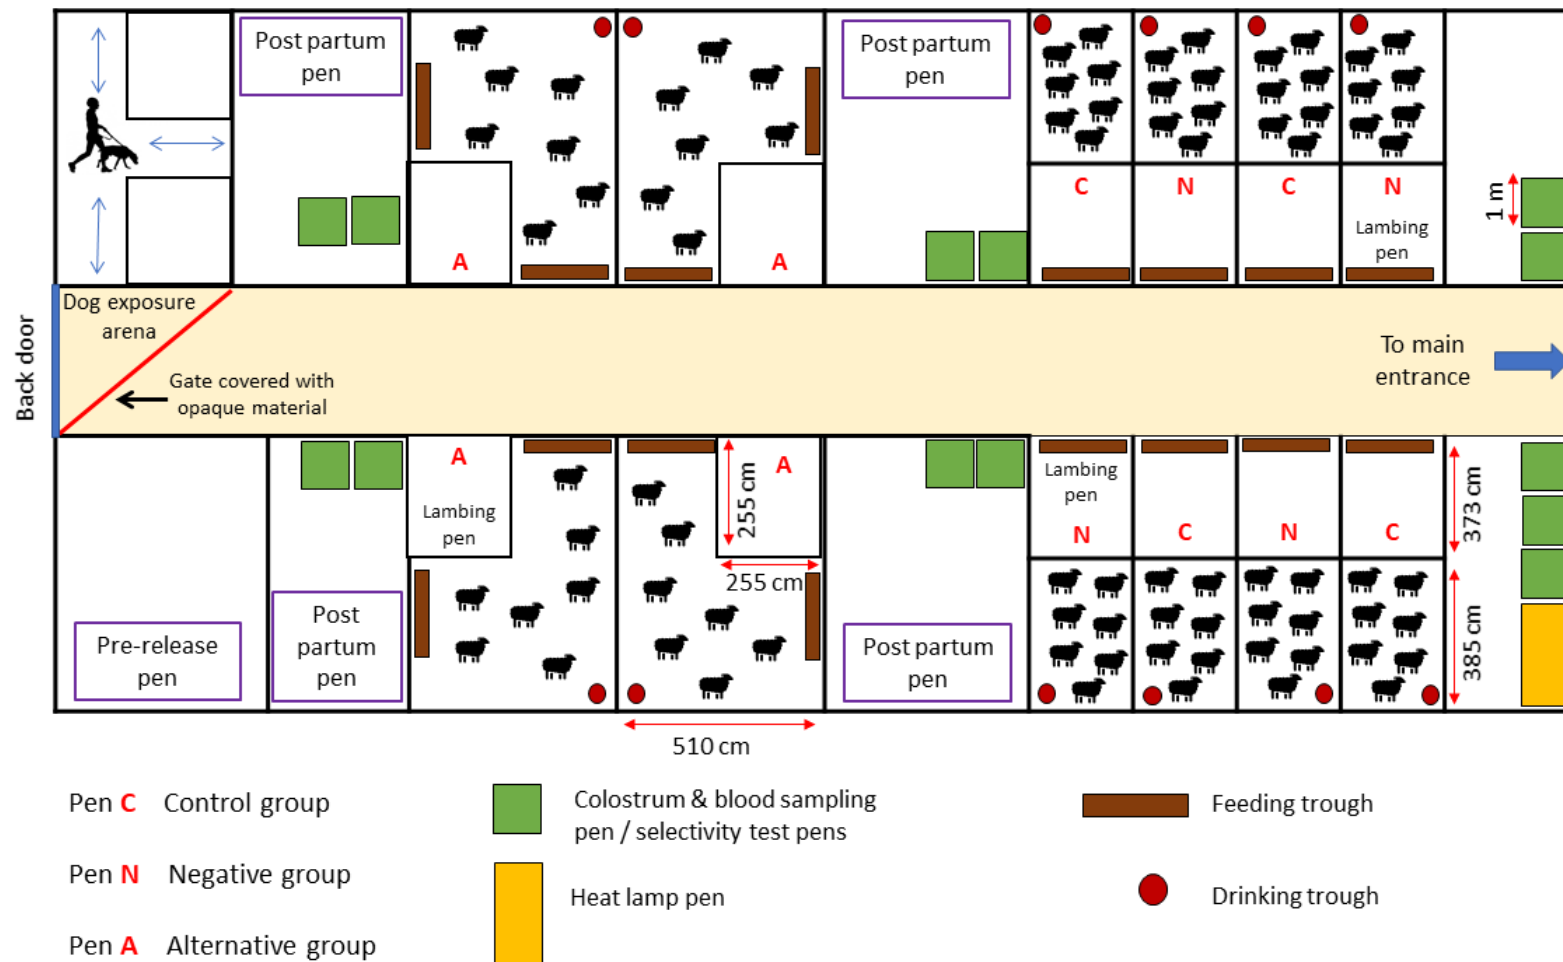 Post partum
pen
Post partum
pen
A
A
C
N
C
N
Lambing
pen
1 m
Dog exposure
arena
Back door
Gate covered with
opaque material
To main
entrance
A
Lambing
pen
A
255 cm
255 cm
Lambing
pen
N
C
N
C
373 cm
385 cm
Pre-release
pen
Post
partum
pen
Post partum
pen
510 cm
Pen C Control group
Pen N Negative group
Pen A Alternative group
Colostrum & blood sampling
pen / selectivity test pens
Heat lamp pen
Feeding trough
Drinking trough